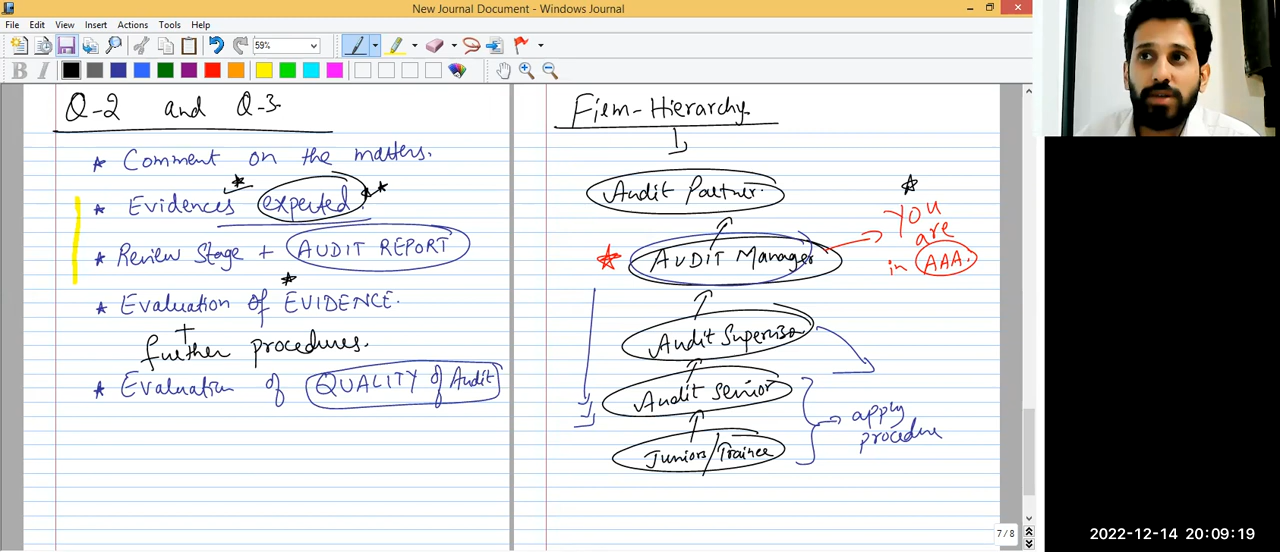 New Journal Document - Windows Journal
File Edit View Insert Actions Tools Help
59%
B I
Q-2 and Q-3
★ Comment on the matters.
★ Evidences expected
★ Review Stage + AUDIT REPORT
★ Evaluation of EVIDENCE.
+
further procedures.
★ Evaluation of QUALITY of Audit
Firm-Hierarchy.
Audit Partner.
AUDIT Manager
YOU
are
in AAA.
Audit Supervisor
Audit Senior
Juniors/Trainee
apply
procedure
7 / 8
2022-12-14 20:09:19